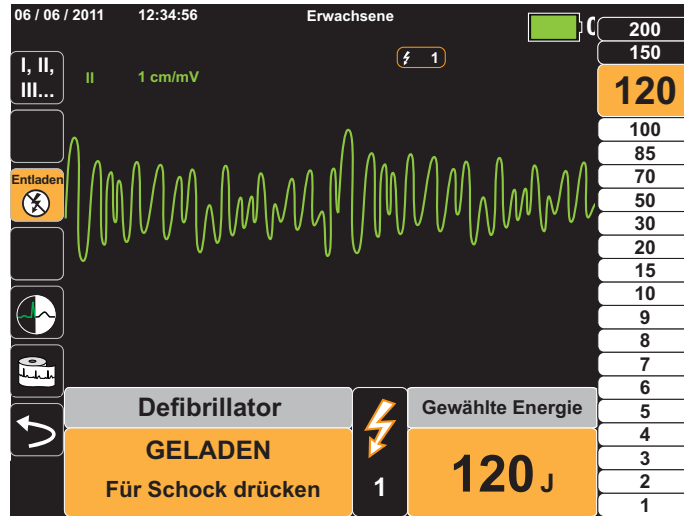 06 / 06 / 2011 12:34:56 Erwachsene
1
I, II,
III...
II 1 cm/mV
Entladen
Defibrillator
GELADEN
Für Schock drücken
1
Gewählte Energie
120 J
200
150
120
100
85
70
50
30
20
15
10
9
8
7
6
5
4
3
2
1